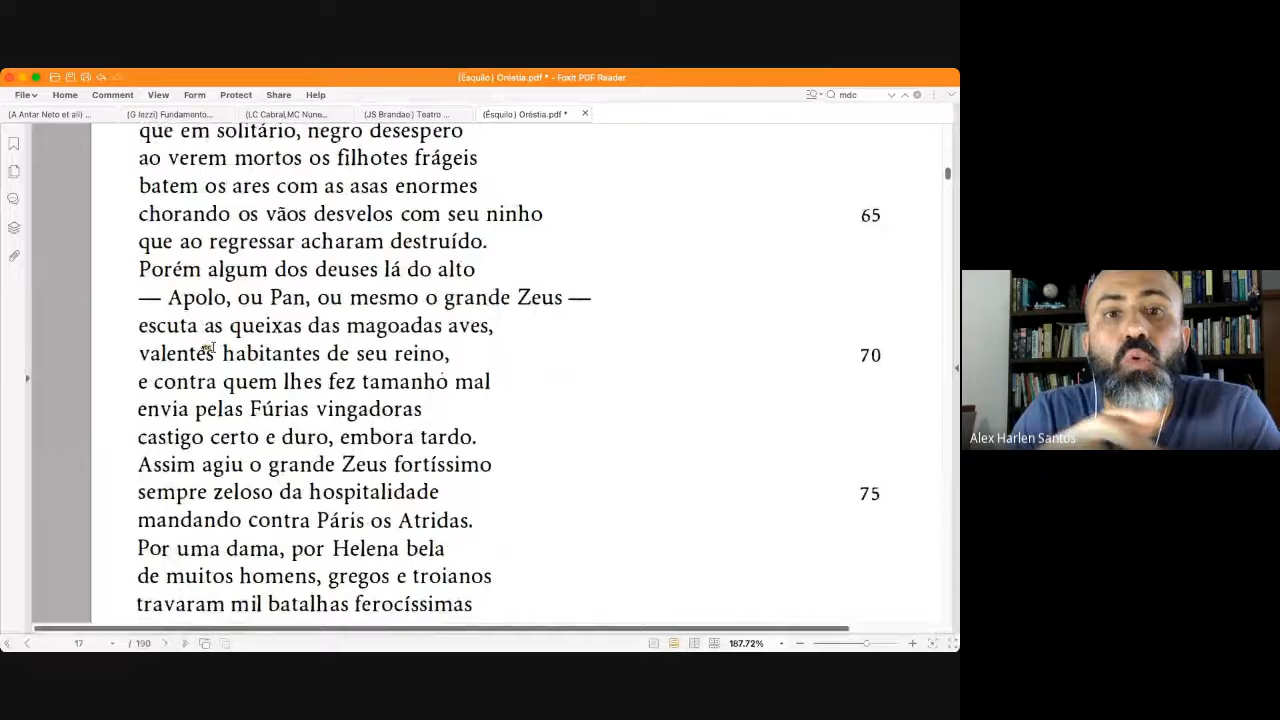 (Ésquilo) Oréstia.pdf * - Foxit PDF Reader
File Home Comment View Form Protect Share Help
mdc
(A Antar Neto et all) ...
(G Iezzi) Fundamento...
(LC Cabral,MC Nune...
(JS Brandao) Teatro ...
(Ésquilo) Oréstia.pdf *
que em solitário, negro desespero
ao verem mortos os filhotes frágeis
batem os ares com as asas enormes
chorando os vãos desvelos com seu ninho 65
que ao regressar acharam destruído.
Porém algum dos deuses lá do alto
— Apolo, ou Pan, ou mesmo o grande Zeus —
escuta as queixas das magoadas aves,
valentes habitantes de seu reino, 70
e contra quem lhes fez tamanho mal
envia pelas Fúrias vingadoras
castigo certo e duro, embora tardo.
Assim agiu o grande Zeus fortíssimo
sempre zeloso da hospitalidade 75
mandando contra Páris os Atridas.
Por uma dama, por Helena bela
de muitos homens, gregos e troianos
travaram mil batalhas ferocíssimas
17 / 190
187.72%
Alex Harlen Santos